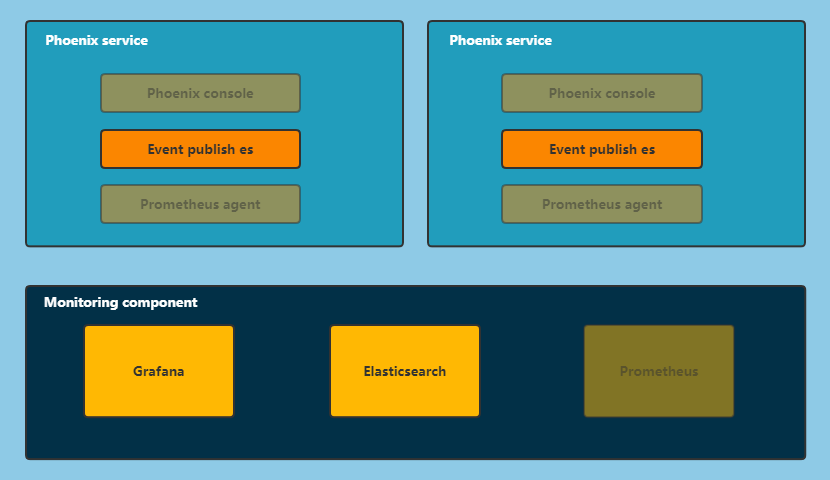 Phoenix service
Phoenix console
Event publish es
Prometheus agent
Phoenix service
Phoenix console
Event publish es
Prometheus agent
Monitoring component
Grafana
Elasticsearch
Prometheus